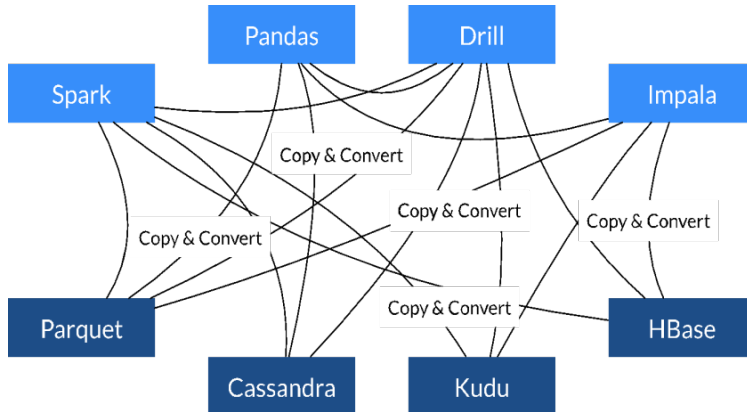 Pandas
Drill
Spark
Impala
Copy & Convert
Copy & Convert
Copy & Convert
Copy & Convert
Copy & Convert
Parquet
HBase
Cassandra
Kudu